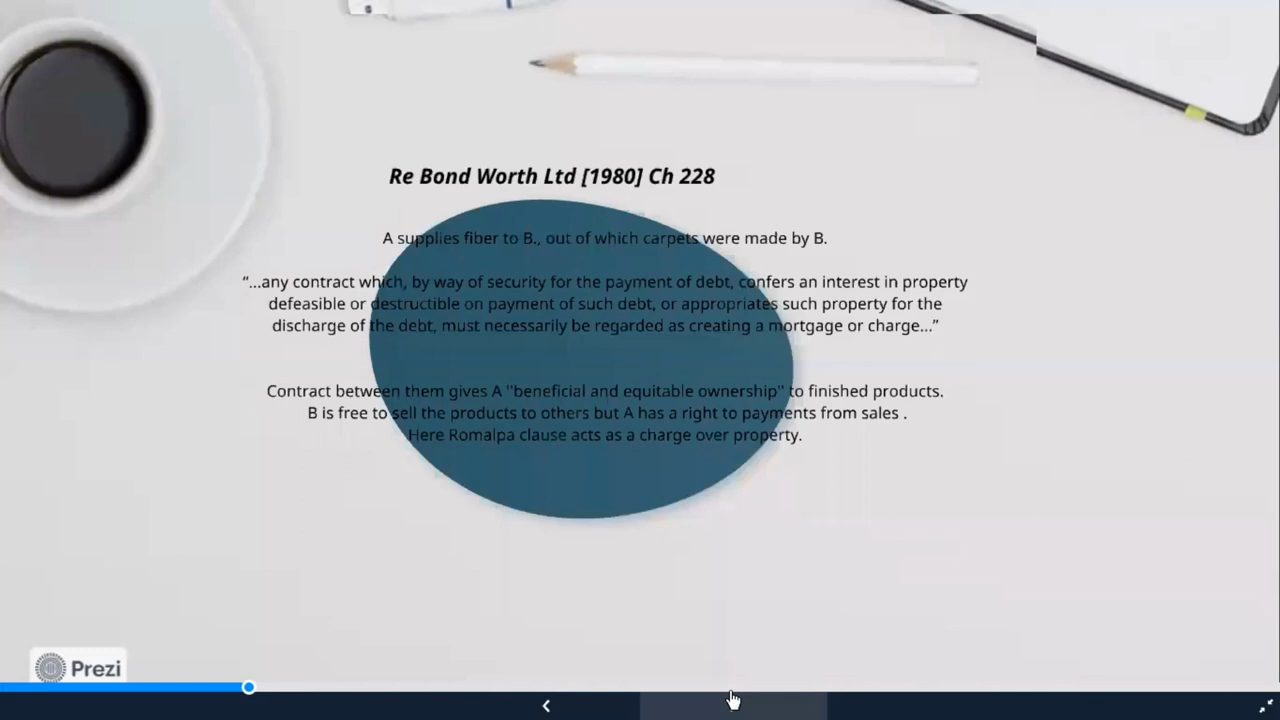 Re Bond Worth Ltd [1980] Ch 228
A supplies fiber to B., out of which carpets were made by B.
“...any contract which, by way of security for the payment of debt, confers an interest in property
defeasible or destructible on payment of such debt, or appropriates such property for the
discharge of the debt, must necessarily be regarded as creating a mortgage or charge...”
Contract between them gives A "beneficial and equitable ownership" to finished products.
B is free to sell the products to others but A has a right to payments from sales .
Here Romalpa clause acts as a charge over property.
Prezi